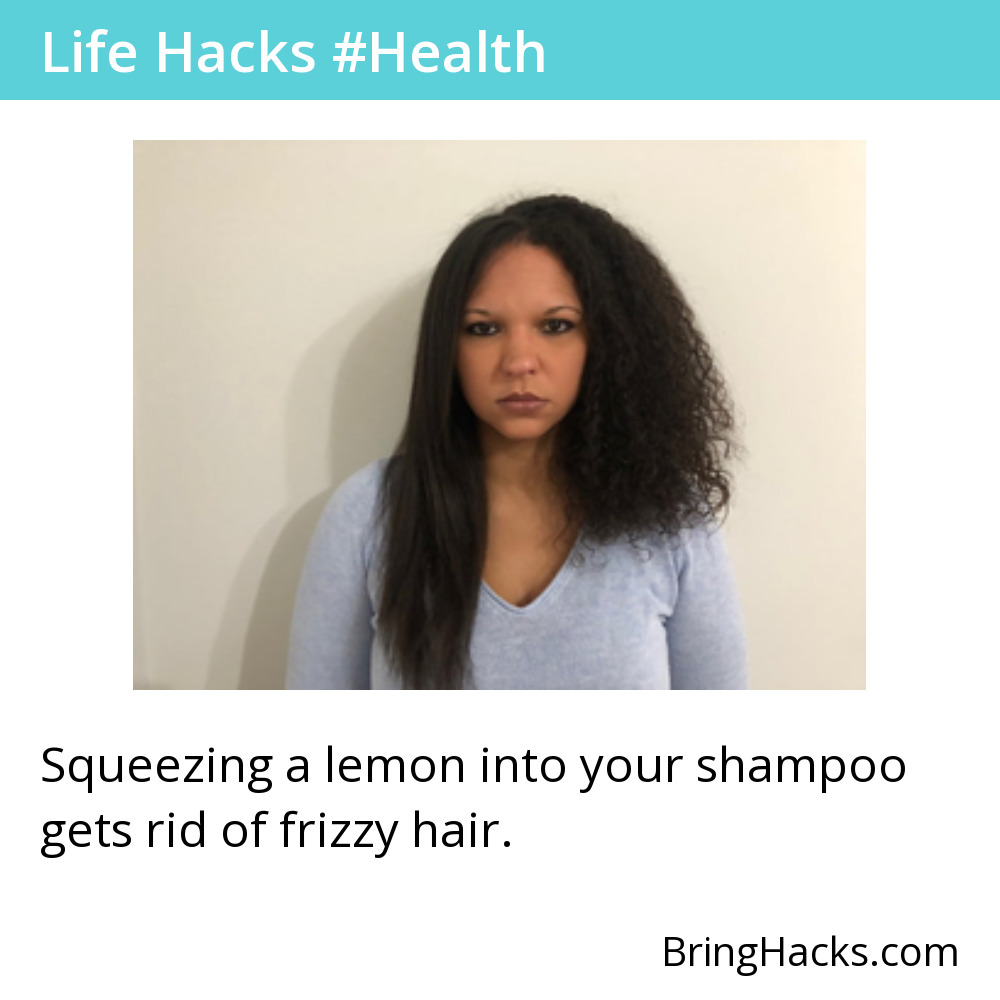 Life Hacks #Health
Squeezing a lemon into your shampoo
gets rid of frizzy hair.
BringHacks.com